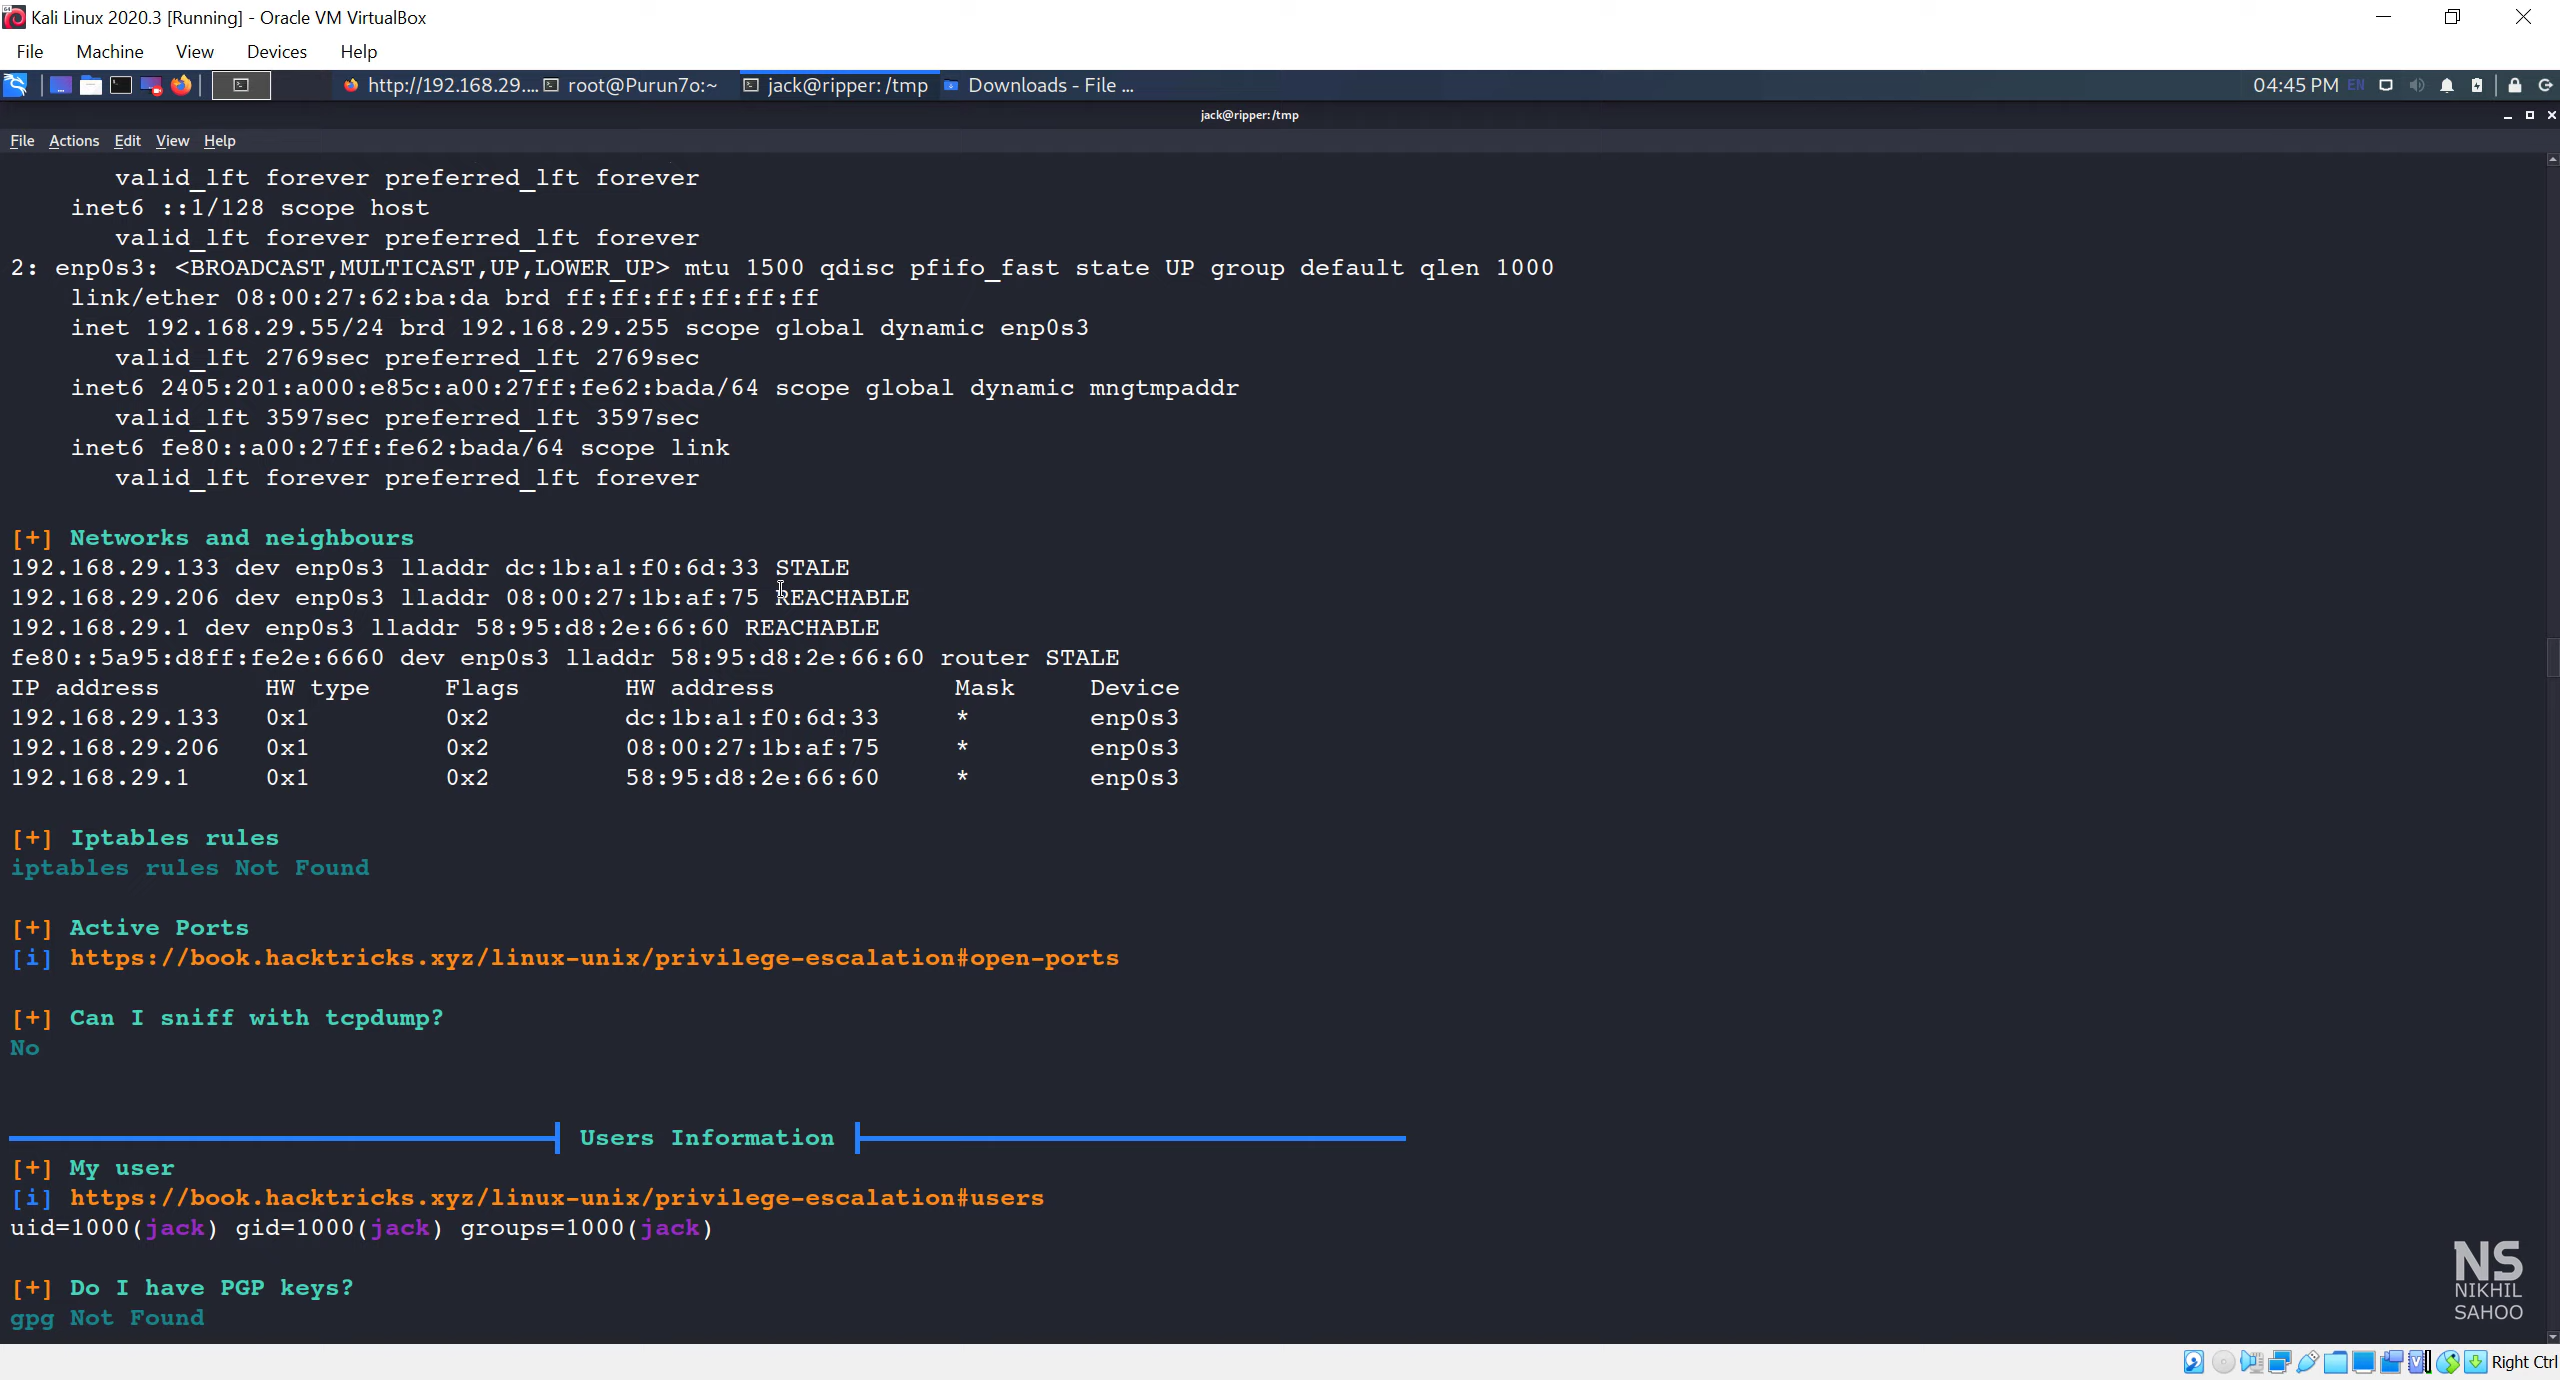 Kali Linux 2020.3 [Running] - Oracle VM VirtualBox
File Machine View Devices Help
http://192.168.29.... root@Purun7o:~ jack@ripper: /tmp Downloads - File ... 04:45 PM EN
jack@ripper: /tmp
File Actions Edit View Help
valid_lft forever preferred_lft forever
inet6 ::1/128 scope host
valid_lft forever preferred_lft forever
2: enp0s3: <BROADCAST,MULTICAST,UP,LOWER_UP> mtu 1500 qdisc pfifo_fast state UP group default qlen 1000
link/ether 08:00:27:62:ba:da brd ff:ff:ff:ff:ff:ff
inet 192.168.29.55/24 brd 192.168.29.255 scope global dynamic enp0s3
valid_lft 2769sec preferred_lft 2769sec
inet6 2405:201:a000:e85c:a00:27ff:fe62:bada/64 scope global dynamic mngtmpaddr
valid_lft 3597sec preferred_lft 3597sec
inet6 fe80::a00:27ff:fe62:bada/64 scope link
valid_lft forever preferred_lft forever
[+] Networks and neighbours
192.168.29.133 dev enp0s3 lladdr dc:1b:a1:f0:6d:33 STALE
192.168.29.206 dev enp0s3 lladdr 08:00:27:1b:af:75 REACHABLE
192.168.29.1 dev enp0s3 lladdr 58:95:d8:2e:66:60 REACHABLE
fe80::5a95:d8ff:fe2e:6660 dev enp0s3 lladdr 58:95:d8:2e:66:60 router STALE
IP address HW type Flags HW address Mask Device
192.168.29.133 0x1 0x2 dc:1b:a1:f0:6d:33 * enp0s3
192.168.29.206 0x1 0x2 08:00:27:1b:af:75 * enp0s3
192.168.29.1 0x1 0x2 58:95:d8:2e:66:60 * enp0s3
[+] Iptables rules
iptables rules Not Found
[+] Active Ports
[i] https://book.hacktricks.xyz/linux-unix/privilege-escalation#open-ports
[+] Can I sniff with tcpdump?
No
Users Information
[+] My user
[i] https://book.hacktricks.xyz/linux-unix/privilege-escalation#users
uid=1000(jack) gid=1000(jack) groups=1000(jack)
[+] Do I have PGP keys?
gpg Not Found
NS
NIKHIL
SAHOO
Right Ctrl